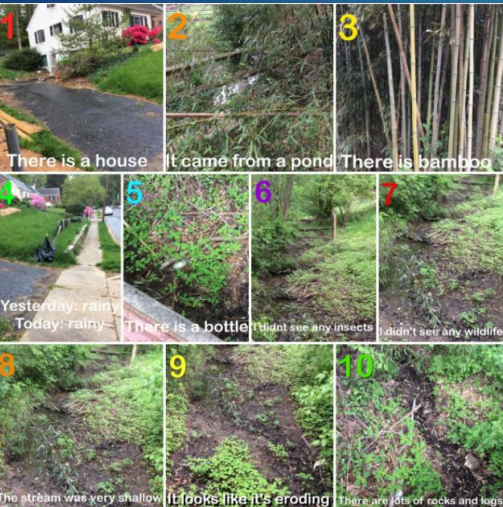 1
There is a house
2
It came from a pond
3
There is bamboo
4
Yesterday: rainy
Today: rainy
5
There is a bottle
6
I didnt see any insects
7
I didn't see any wildlife
8
The stream was very shallow
9
It looks like it's eroding
10
There are lots of rocks and logs